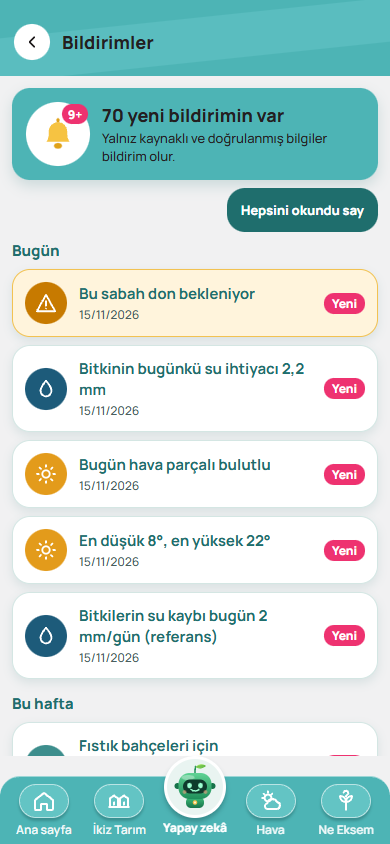 Bildirimler
9+
70 yeni bildirimin var
Yalnız kaynaklı ve doğrulanmış bilgiler
bildirim olur.
Hepsini okundu say
Bugün
Bu sabah don bekleniyor
15/11/2026
Yeni
Bitkinin bugünkü su ihtiyacı 2,2
mm
15/11/2026
Yeni
Bugün hava parçalı bulutlu
15/11/2026
Yeni
En düşük 8°, en yüksek 22°
15/11/2026
Yeni
Bitkilerin su kaybı bugün 2
mm/gün (referans)
15/11/2026
Yeni
Bu hafta
Fıstık bahçeleri için
Ana sayfa
İkiz Tarım
Yapay zekâ
Hava
Ne Eksem